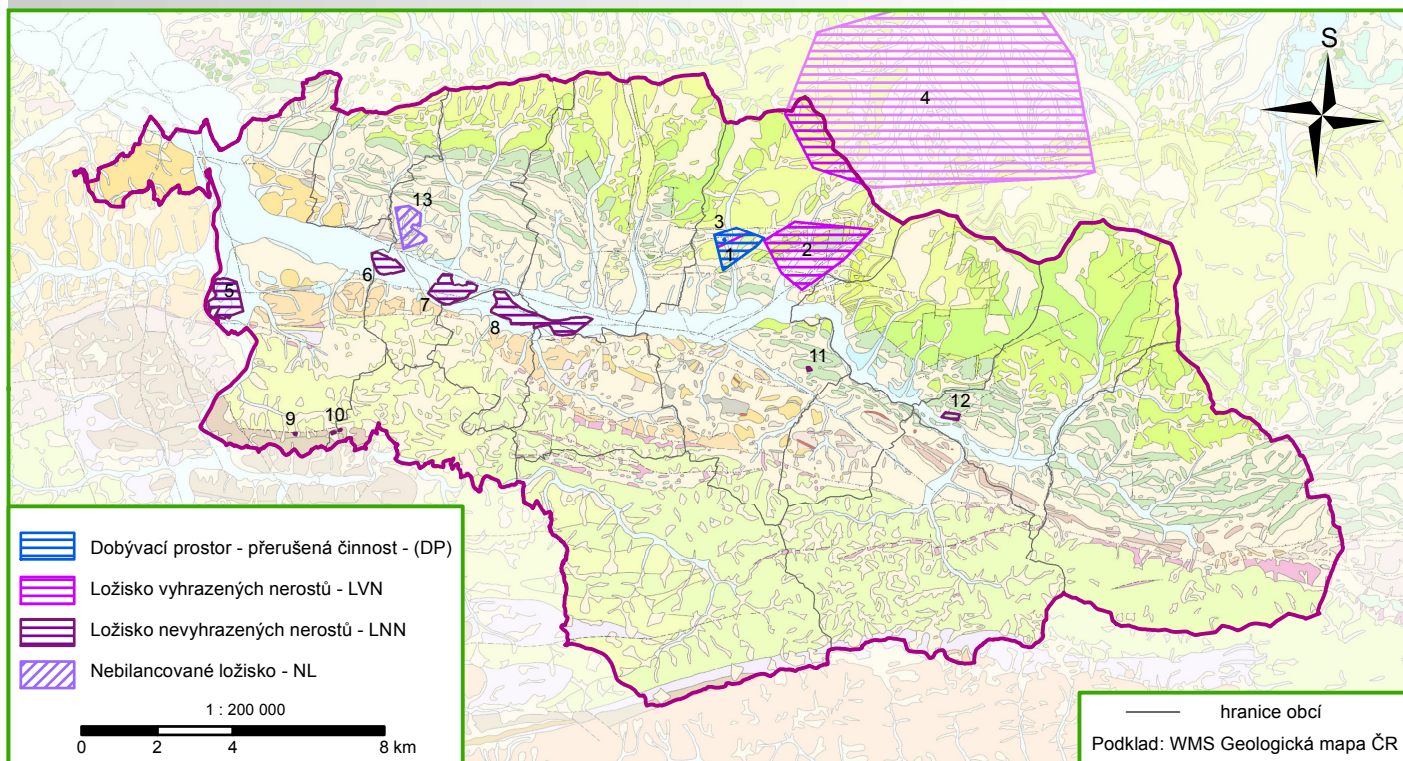 S
4
13
3
1
2
6
5
7
8
11
12
9
10
Dobývací prostor - přerušená činnost - (DP)
Ložisko vyhrazených nerostů - LVN
Ložisko nevyhrazených nerostů - LNN
Nebilancované ložisko - NL
1 : 200 000
0 2 4 8 km
hranice obcí
Podklad: WMS Geologická mapa ČR